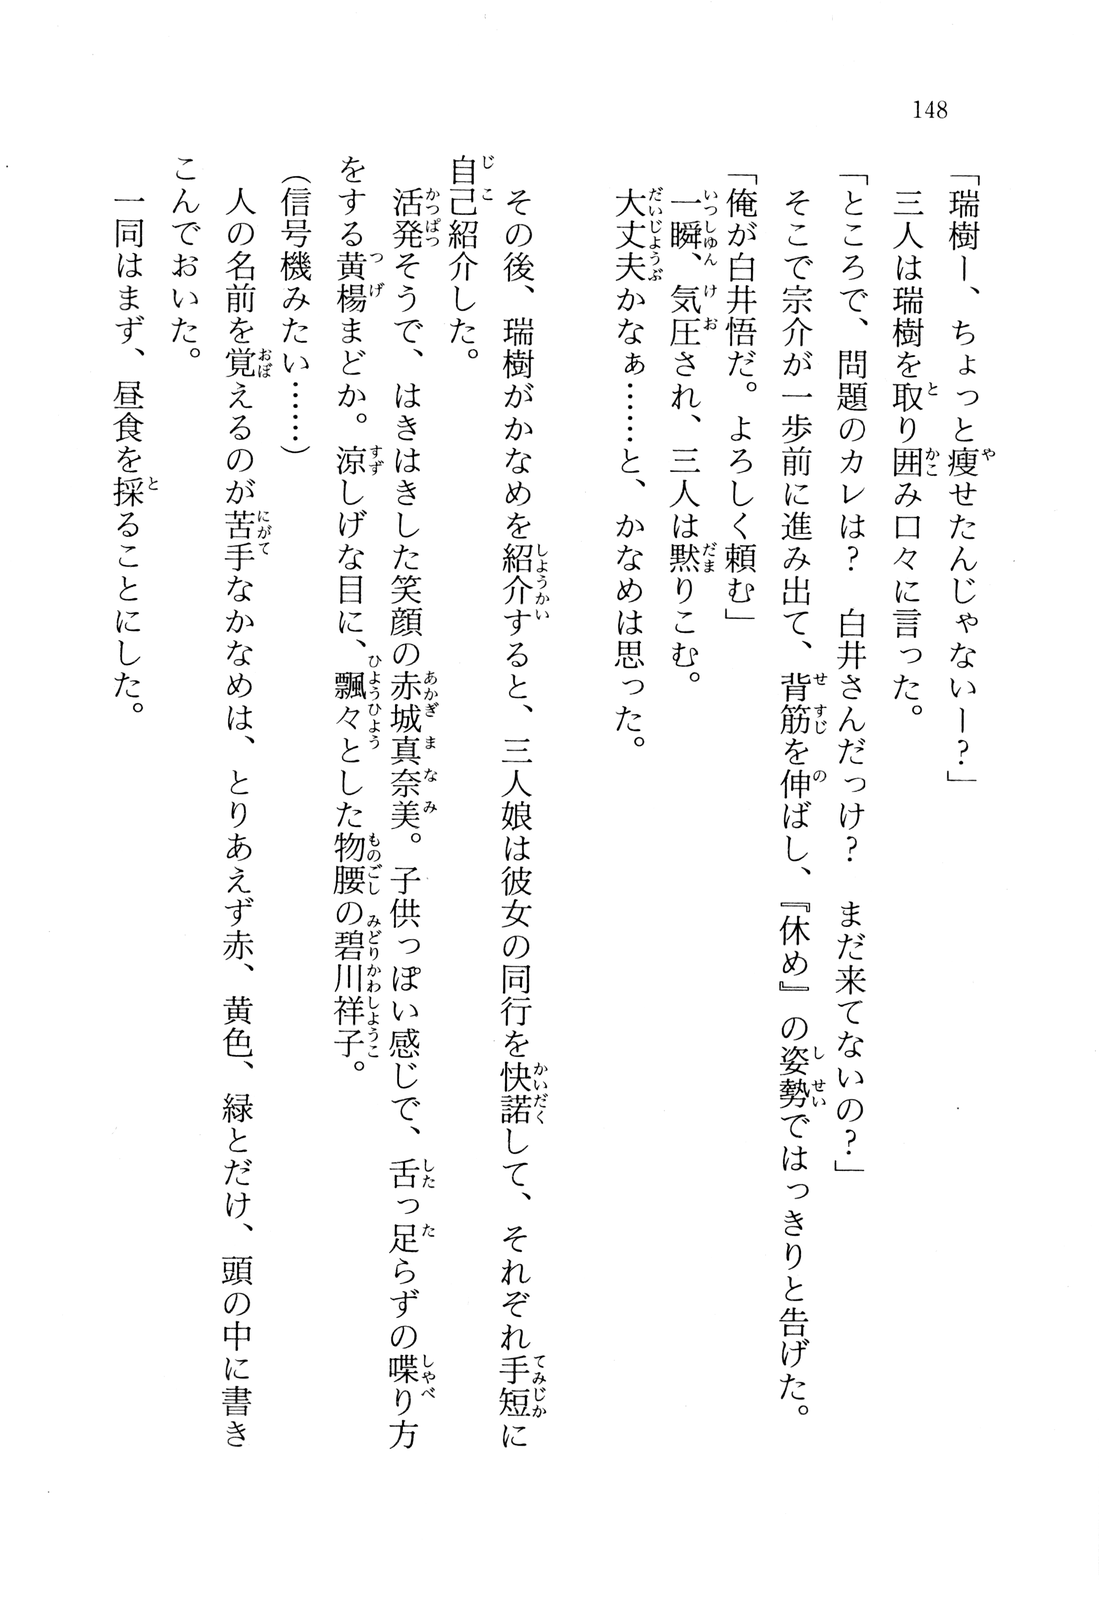 148
「瑞樹ー、ちょっと痩せたんじゃないー？」
三人は瑞樹を取り囲み口々に言った。
「ところで、問題のカレは？　白井さんだっけ？　まだ来てないの？」
そこで宗介が一歩前に進み出て、背筋を伸ばし、『休め』の姿勢ではっきりと告げた。
「俺が白井悟だ。よろしく頼む」
一瞬、気圧され、三人は黙りこむ。
大丈夫かなぁ……と、かなめは思った。
その後、瑞樹がかなめを紹介すると、三人娘は彼女の同行を快諾して、それぞれ手短に
自己紹介した。
活発そうで、はきはきした笑顔の赤城真奈美。子供っぽい感じで、舌っ足らずの喋り方
をする黄楊まどか。涼しげな目に、飄々とした物腰の碧川祥子。
（信号機みたい……）
人の名前を覚えるのが苦手なかなめは、とりあえず赤、黄色、緑とだけ、頭の中に書き
こんでおいた。
一同はまず、昼食を採ることにした。